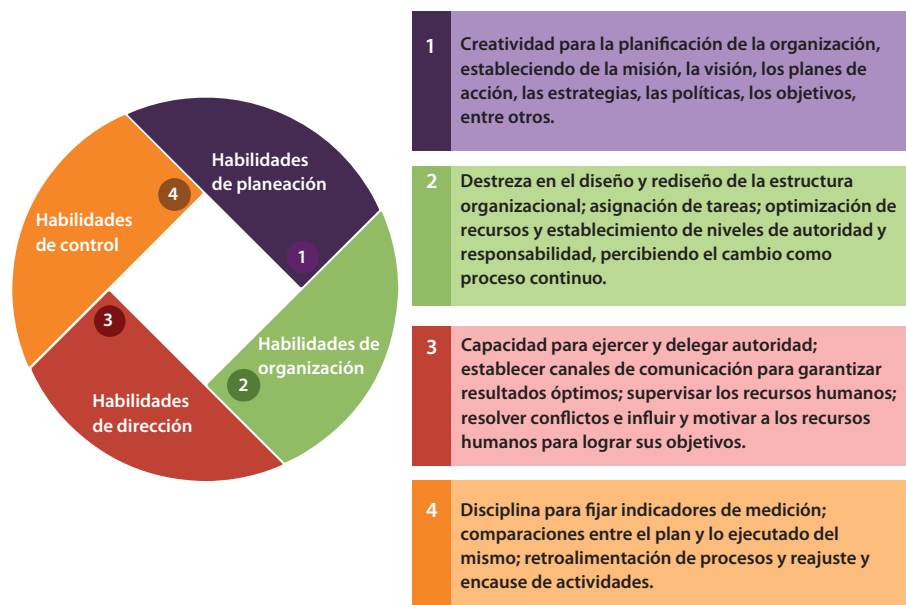 Habilidades
de planeación
1
Habilidades de
organización
2
Habilidades
de dirección
3
Habilidades
de control
4
1
Creatividad para la planificación de la organización,
estableciendo de la misión, la visión, los planes de
acción, las estrategias, las políticas, los objetivos,
entre otros.
2
Destreza en el diseño y rediseño de la estructura
organizacional; asignación de tareas; optimización de
recursos y establecimiento de niveles de autoridad y
responsabilidad, percibiendo el cambio como
proceso continuo.
3
Capacidad para ejercer y delegar autoridad;
establecer canales de comunicación para garantizar
resultados óptimos; supervisar los recursos humanos;
resolver conflictos e influir y motivar a los recursos
humanos para lograr sus objetivos.
4
Disciplina para fijar indicadores de medición;
comparaciones entre el plan y lo ejecutado del
mismo; retroalimentación de procesos y reajuste y
encause de actividades.